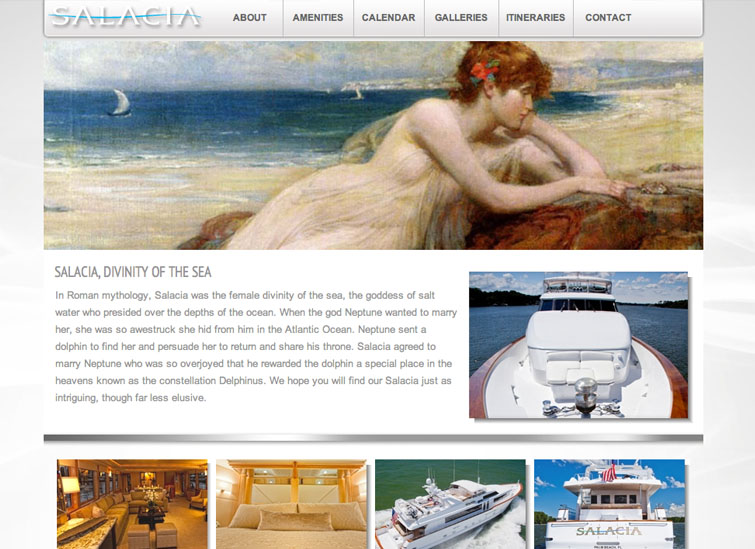 SALACIA
ABOUT AMENITIES CALENDAR GALLERIES ITINERARIES CONTACT
SALACIA, DIVINITY OF THE SEA
In Roman mythology, Salacia was the female divinity of the sea, the goddess of salt
water who presided over the depths of the ocean. When the god Neptune wanted to marry
her, she was so awestruck she hid from him in the Atlantic Ocean. Neptune sent a
dolphin to find her and persuade her to return and share his throne. Salacia agreed to
marry Neptune who was so overjoyed that he rewarded the dolphin a special place in the
heavens known as the constellation Delphinus. We hope you will find our Salacia just as
intriguing, though far less elusive.
SALACIA